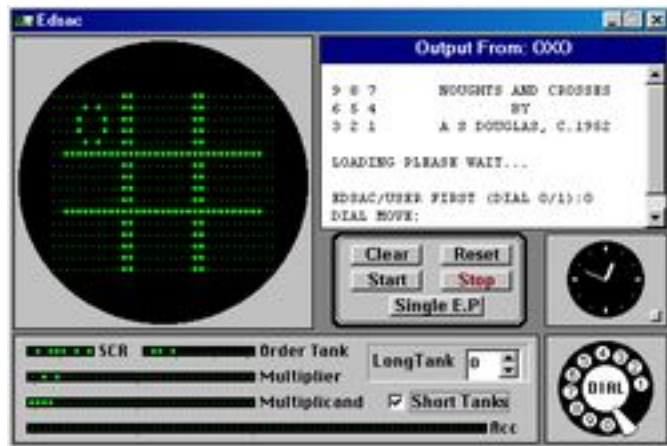 Edsac
Output From: OXO
9 8 7 NOUGHTS AND CROSSES
6 5 4 BY
3 2 1 A S DOUGLAS, C.1952
LOADING PLEASE WAIT...
EDSAC/USER FIRST (DIAL 0/1):0
DIAL MOVE:
Clear Reset
Start Stop
Single E.P
SCR Order Tank
LongTank 0
Multiplier
Multiplicand Short Tanks
Acc
DIAL